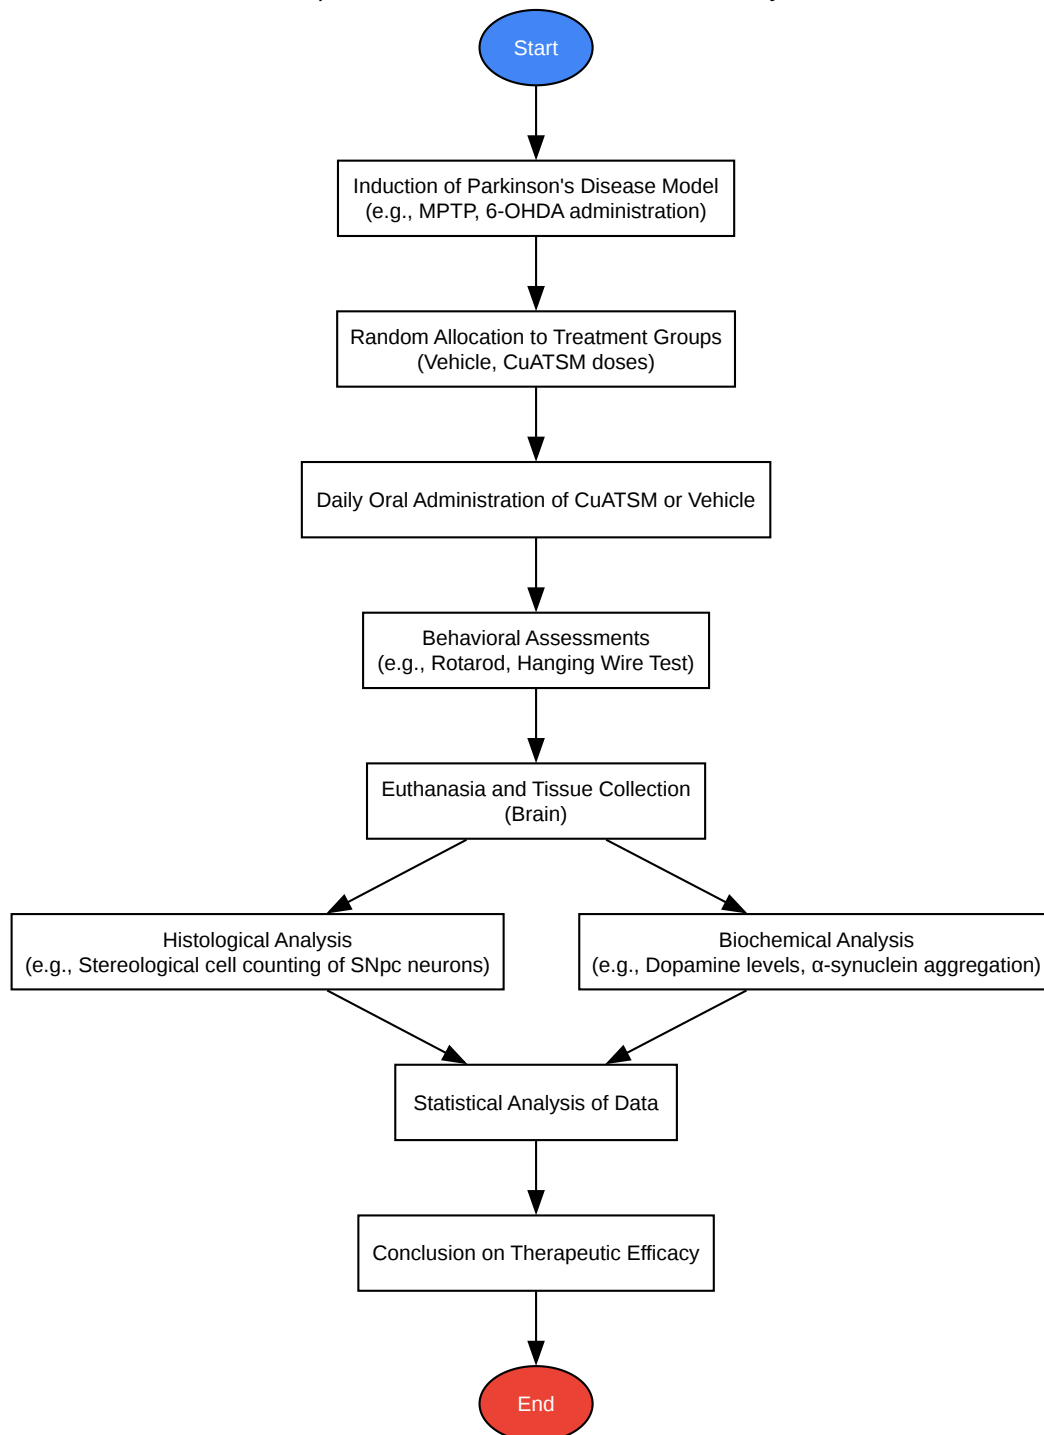 Start
Induction of Parkinson's Disease Model
(e.g., MPTP, 6-OHDA administration)
Random Allocation to Treatment Groups
(Vehicle, CuATSM doses)
Daily Oral Administration of CuATSM or Vehicle
Behavioral Assessments
(e.g., Rotarod, Hanging Wire Test)
Euthanasia and Tissue Collection
(Brain)
Histological Analysis
(e.g., Stereological cell counting of SNpc neurons)
Biochemical Analysis
(e.g., Dopamine levels, α-synuclein aggregation)
Statistical Analysis of Data
Conclusion on Therapeutic Efficacy
End